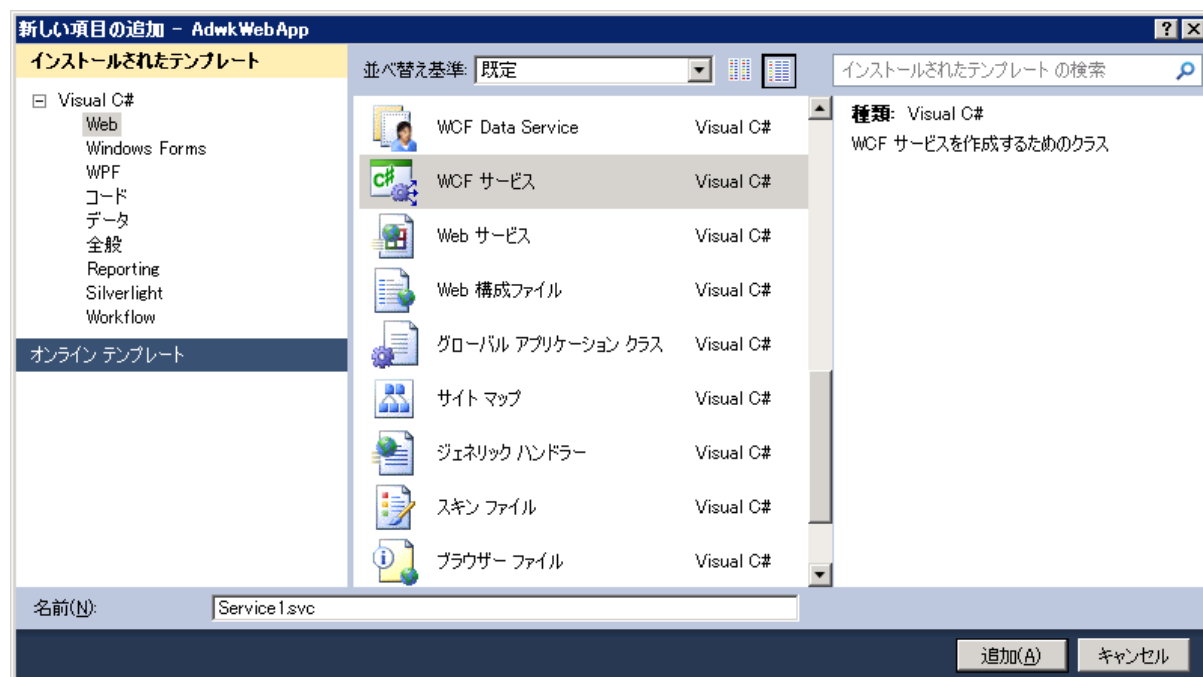 新しい項目の追加 - AdwkWebApp
インストールされたテンプレート
Visual C#
Web
Windows Forms
WPF
コード
データ
全般
Reporting
Silverlight
Workflow
オンライン テンプレート
並べ替え基準: 既定
WCF Data Service Visual C#
WCF サービス Visual C#
Web サービス Visual C#
Web 構成ファイル Visual C#
グローバル アプリケーション クラス Visual C#
サイト マップ Visual C#
ジェネリック ハンドラー Visual C#
スキン ファイル Visual C#
ブラウザー ファイル Visual C#
インストールされたテンプレート の検索
種類: Visual C#
WCF サービスを作成するためのクラス
名前(N): Service1.svc
追加(A) キャンセル